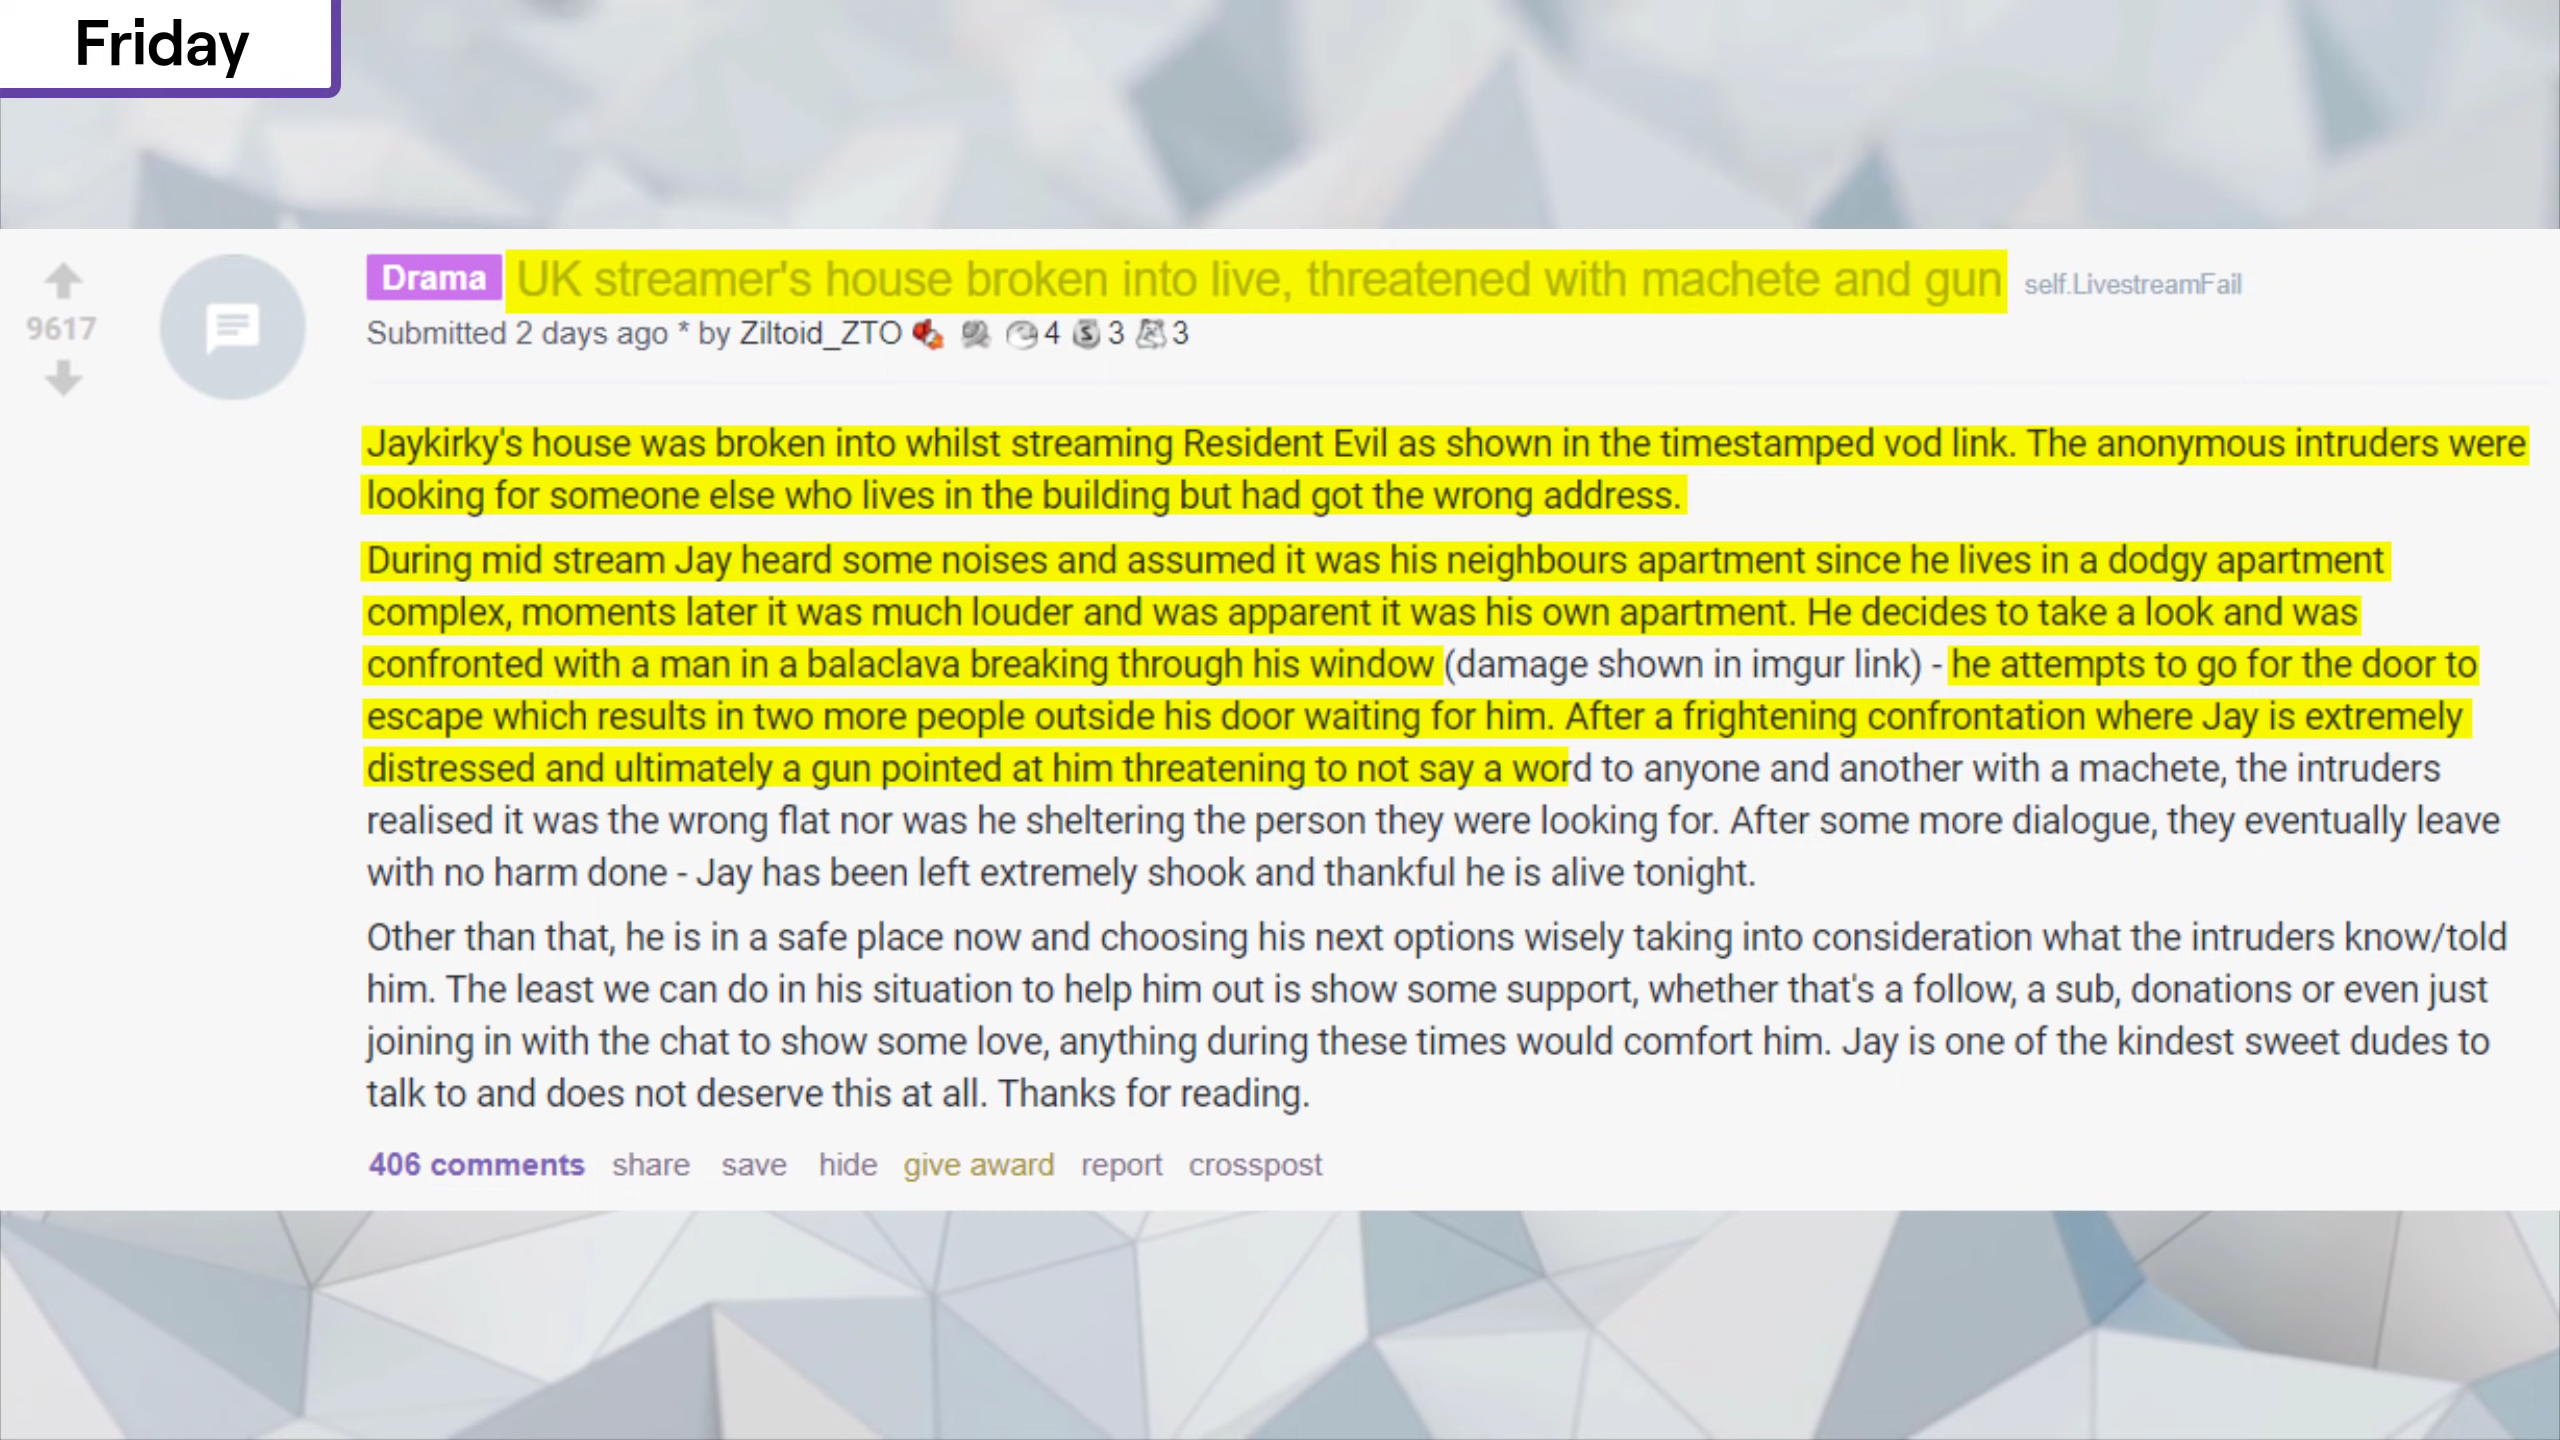 Friday
Drama UK streamer's house broken into live, threatened with machete and gun self.LivestreamFail
9617
Submitted 2 days ago * by Ziltoid_ZTO 4 3 3
Jaykirky's house was broken into whilst streaming Resident Evil as shown in the timestamped vod link. The anonymous intruders were
looking for someone else who lives in the building but had got the wrong address.
During mid stream Jay heard some noises and assumed it was his neighbours apartment since he lives in a dodgy apartment
complex, moments later it was much louder and was apparent it was his own apartment. He decides to take a look and was
confronted with a man in a balaclava breaking through his window (damage shown in imgur link) - he attempts to go for the door to
escape which results in two more people outside his door waiting for him. After a frightening confrontation where Jay is extremely
distressed and ultimately a gun pointed at him threatening to not say a word to anyone and another with a machete, the intruders
realised it was the wrong flat nor was he sheltering the person they were looking for. After some more dialogue, they eventually leave
with no harm done - Jay has been left extremely shook and thankful he is alive tonight.
Other than that, he is in a safe place now and choosing his next options wisely taking into consideration what the intruders know/told
him. The least we can do in his situation to help him out is show some support, whether that's a follow, a sub, donations or even just
joining in with the chat to show some love, anything during these times would comfort him. Jay is one of the kindest sweet dudes to
talk to and does not deserve this at all. Thanks for reading.
406 comments share save hide give award report crosspost